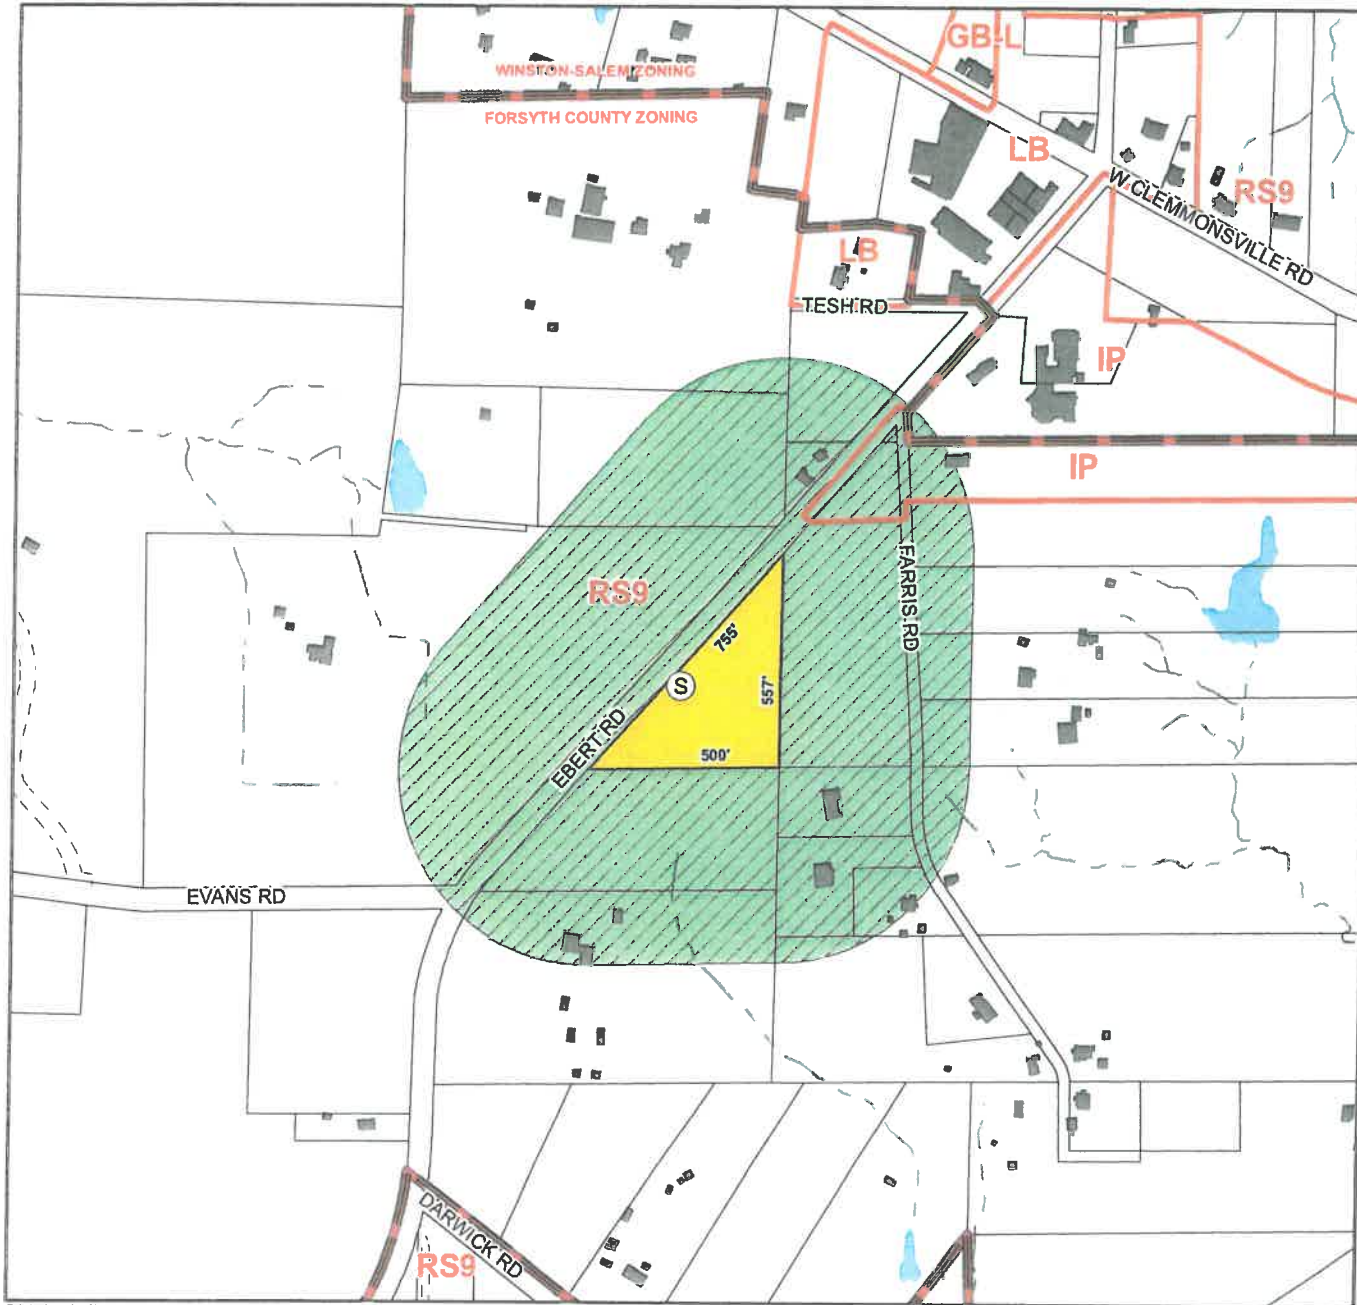 GB-L
WINSTON-SALEM ZONING
FORSYTH COUNTY ZONING
LB
W CLEMMONSVILLE RD
RS9
LB
TESH RD
IP
IP
FARRIS RD
RS9
755'
S
557'
EBERT RD
500'
EVANS RD
DARWICK RD
RS9